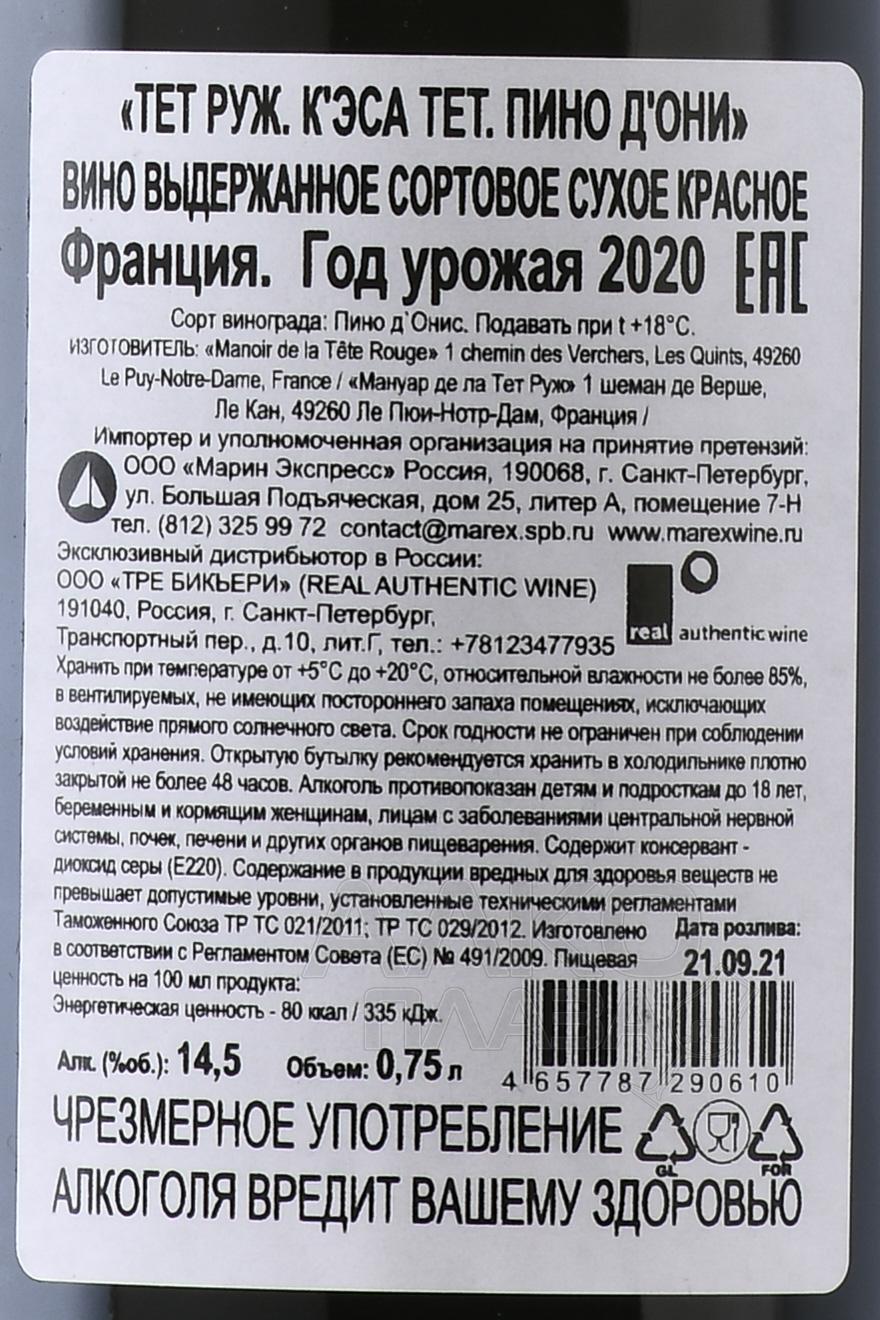 «ТЕТ РУЖ. К'ЭСА ТЕТ. ПИНО Д'ОНИ»
ВИНО ВЫДЕРЖАННОЕ СОРТОВОЕ СУХОЕ КРАСНОЕ
Франция. Год урожая 2020 EAC
Сорт винограда: Пино д`Онис. Подавать при t +18°C.
ИЗГОТОВИТЕЛЬ: «Manoir de la Tête Rouge» 1 chemin des Verchers, Les Quints, 49260
Le Puy-Notre-Dame, France / «Мануар де ла Тет Руж» 1 шеман де Верше,
Ле Кан, 49260 Ле Пюи-Нотр-Дам, Франция /
Импортер и уполномоченная организация на принятие претензий:
ООО «Марин Экспресс» Россия, 190068, г. Санкт-Петербург,
ул. Большая Подъяческая, дом 25, литер А, помещение 7-Н
тел. (812) 325 99 72 contact@marex.spb.ru www.marexwine.ru
Эксклюзивный дистрибьютор в России:
ООО «ТРЕ БИКЬЕРИ» (REAL AUTHENTIC WINE)
191040, Россия, г. Санкт-Петербург,
Транспортный пер., д.10, лит.Г, тел.: +78123477935
real authentic wine
Хранить при температуре от +5°C до +20°C, относительной влажности не более 85%,
в вентилируемых, не имеющих постороннего запаха помещениях, исключающих
воздействие прямого солнечного света. Срок годности не ограничен при соблюдении
условий хранения. Открытую бутылку рекомендуется хранить в холодильнике плотно
закрытой не более 48 часов. Алкоголь противопоказан детям и подросткам до 18 лет,
беременным и кормящим женщинам, лицам с заболеваниями центральной нервной
системы, почек, печени и других органов пищеварения. Содержит консервант -
диоксид серы (Е220). Содержание в продукции вредных для здоровья веществ не
превышает допустимые уровни, установленные техническими регламентами
Таможенного Союза ТР ТС 021/2011; ТР ТС 029/2012. Изготовлено
в соответствии с Регламентом Совета (ЕС) № 491/2009. Пищевая
ценность на 100 мл продукта:
Энергетическая ценность - 80 ккал / 335 кДж.
Дата розлива:
21.09.21
Алк. (%об.): 14,5 Объем: 0,75 л
4 657787 290610
ЧРЕЗМЕРНОЕ УПОТРЕБЛЕНИЕ
АЛКОГОЛЯ ВРЕДИТ ВАШЕМУ ЗДОРОВЬЮ
GL
FOR
АЛКО
ПЛАЗА